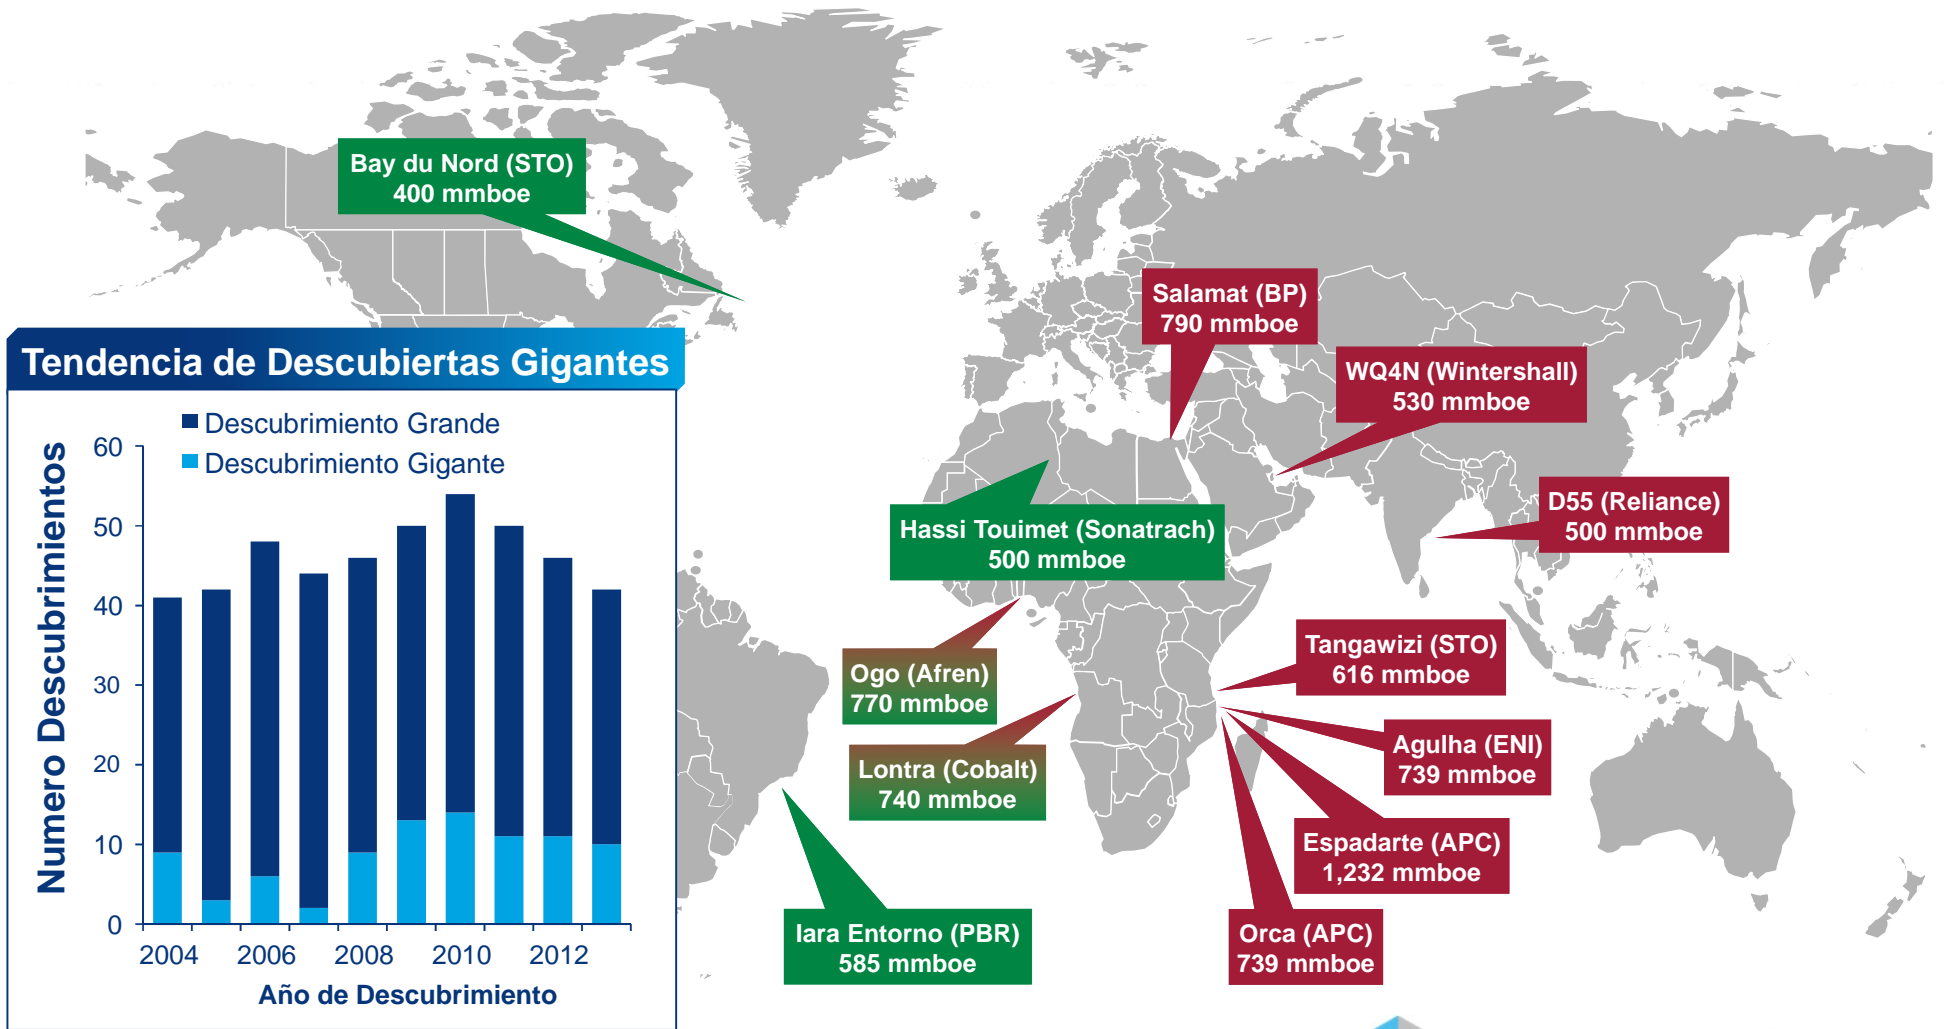 Bay du Nord (STO)
400 mmboe
Salamat (BP)
790 mmboe
WQ4N (Wintershall)
530 mmboe
D55 (Reliance)
500 mmboe
Hassi Touimet (Sonatrach)
500 mmboe
Ogo (Afren)
770 mmboe
Tangawizi (STO)
616 mmboe
Lontra (Cobalt)
740 mmboe
Agulha (ENI)
739 mmboe
Espadarte (APC)
1,232 mmboe
Iara Entorno (PBR)
585 mmboe
Orca (APC)
739 mmboe
Tendencia de Descubiertas Gigantes
Descubrimiento Grande
Descubrimiento Gigante
Numero Descubrimientos
60
50
40
30
20
10
0
2004 2006 2008 2010 2012
Año de Descubrimiento